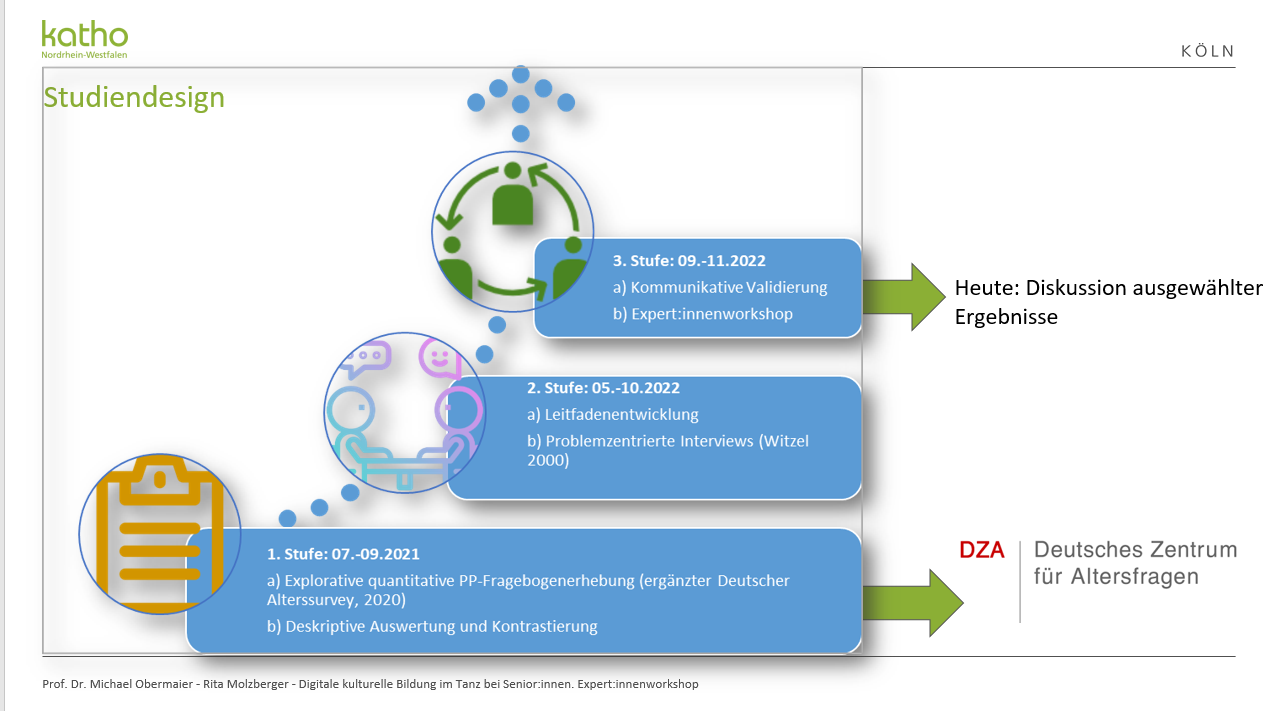 katho
Nordrhein-Westfalen
KÖLN
Studiendesign
3. Stufe: 09.-11.2022
a) Kommunikative Validierung
b) Expert:innenworkshop
Heute: Diskussion ausgewählter
Ergebnisse
2. Stufe: 05.-10.2022
a) Leitfadenentwicklung
b) Problemzentrierte Interviews (Witzel
2000)
1. Stufe: 07.-09.2021
a) Explorative quantitative PP-Fragebogenerhebung (ergänzter Deutscher
Alterssurvey, 2020)
b) Deskriptive Auswertung und Kontrastierung
DZA
Deutsches Zentrum
für Altersfragen
Prof. Dr. Michael Obermaier - Rita Molzberger - Digitale kulturelle Bildung im Tanz bei Senior:innen. Expert:innenworkshop